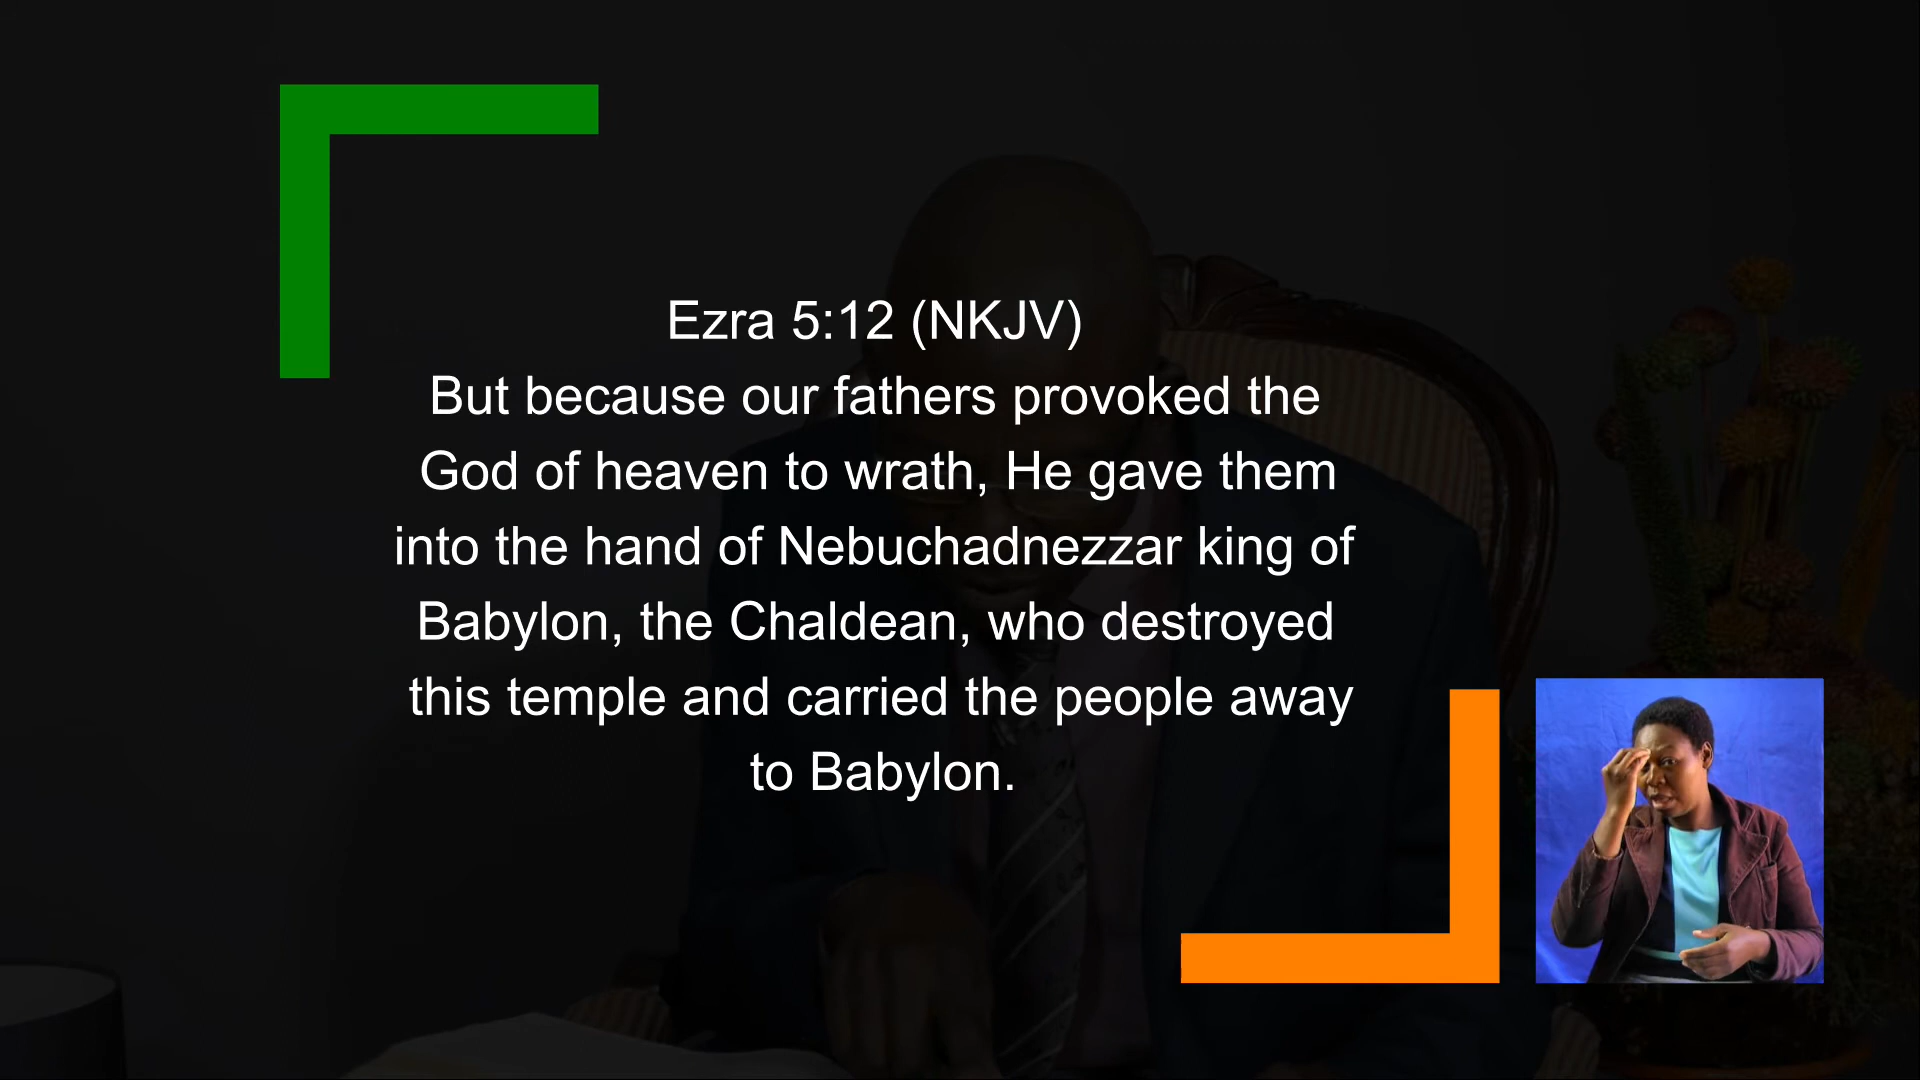 Ezra 5:12 (NKJV)
But because our fathers provoked the
God of heaven to wrath, He gave them
into the hand of Nebuchadnezzar king of
Babylon, the Chaldean, who destroyed
this temple and carried the people away
to Babylon.